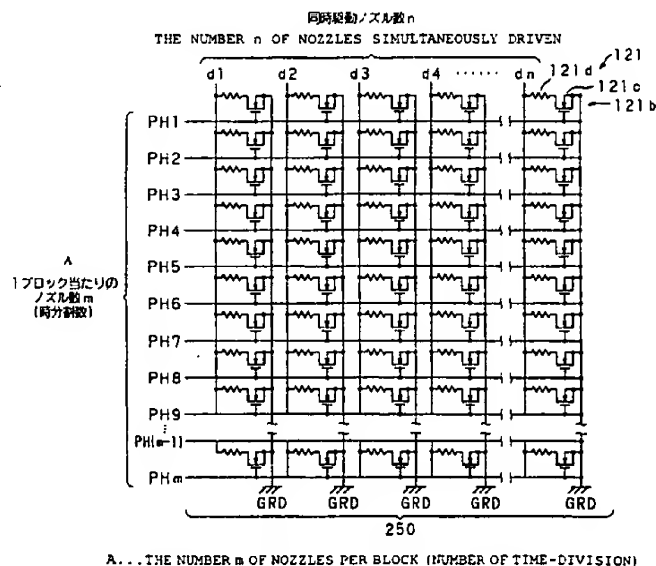 同時駆動ノズル数n
THE NUMBER n OF NOZZLES SIMULTANEOUSLY DRIVEN
d1 d2 d3 d4 ...... dn
121d
121
121c
121b
PH1
PH2
PH3
PH4
A
1ブロック当たりの
ノズル数m
(時分割数)
PH5
PH6
PH7
PH8
PH9
PH(m-1)
PHm
GRD GRD GRD GRD GRD
250
A...THE NUMBER m OF NOZZLES PER BLOCK (NUMBER OF TIME-DIVISION)